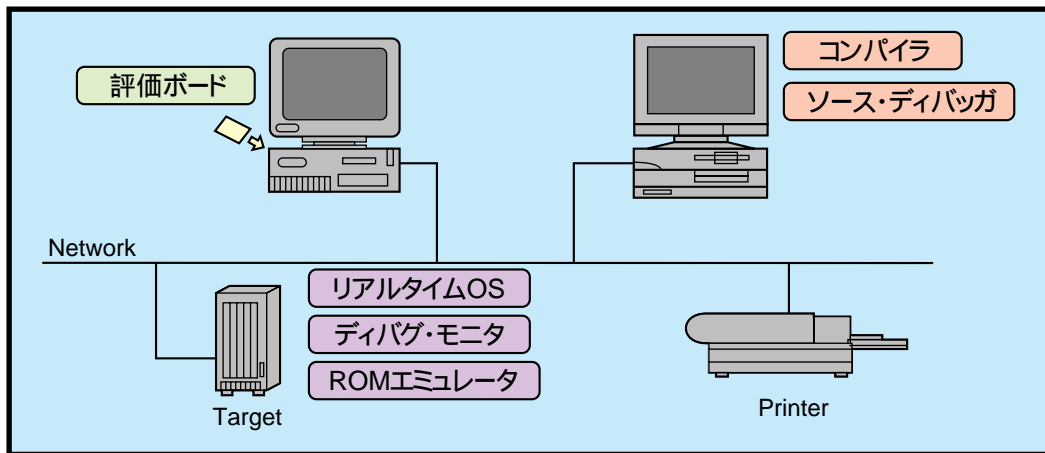 コンパイラ
評価ボード
ソース・ディバッガ
Network
リアルタイムOS
ディバグ・モニタ
ROMエミュレータ
Target
Printer